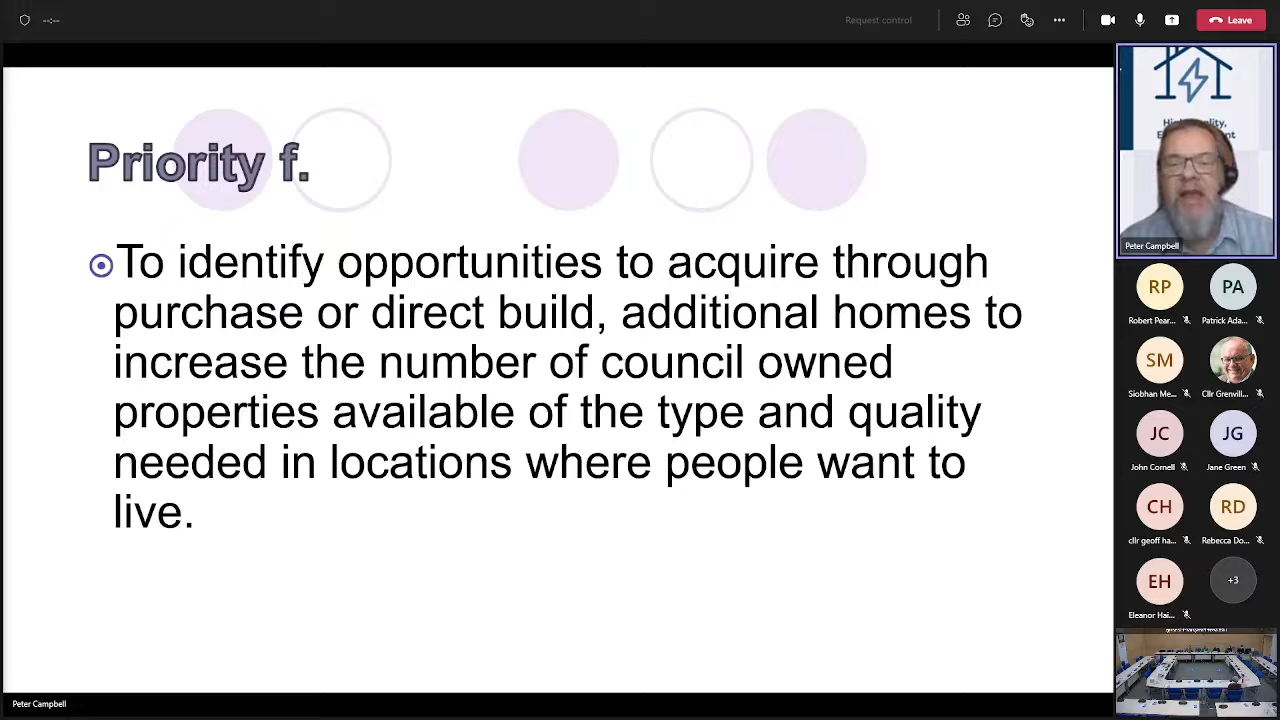 --:--
Request control
Leave
Priority f.
To identify opportunities to acquire through
purchase or direct build, additional homes to
increase the number of council owned
properties available of the type and quality
needed in locations where people want to
live.
Peter Campbell
Peter Campbell
RP
PA
Robert Pear...
Patrick Ada...
SM
Siobhan Me...
Cllr Grenvill...
JC
JG
John Cornell
Jane Green
CH
RD
cllr geoff ha...
Rebecca Do...
EH
+3
Eleanor Hai...